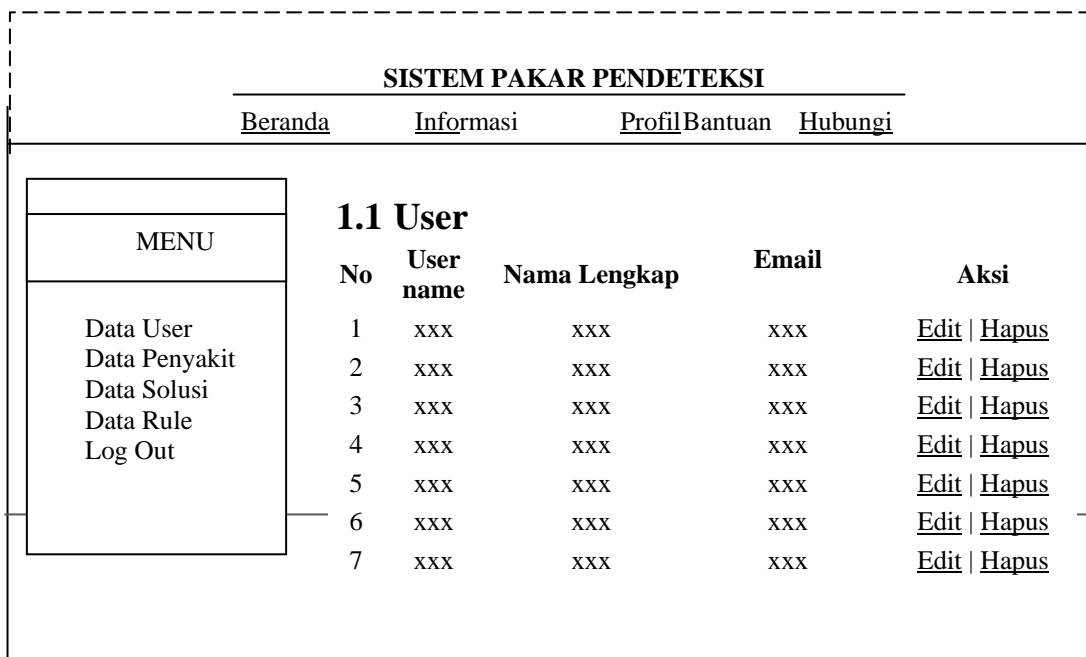 SISTEM PAKAR PENDETEKSI
Beranda Informasi Profil Bantuan Hubungi
MENU
Data User
Data Penyakit
Data Solusi
Data Rule
Log Out
1.1 User
No User name Nama Lengkap Email Aksi
1 xxx xxx xxx Edit | Hapus
2 xxx xxx xxx Edit | Hapus
3 xxx xxx xxx Edit | Hapus
4 xxx xxx xxx Edit | Hapus
5 xxx xxx xxx Edit | Hapus
6 xxx xxx xxx Edit | Hapus
7 xxx xxx xxx Edit | Hapus